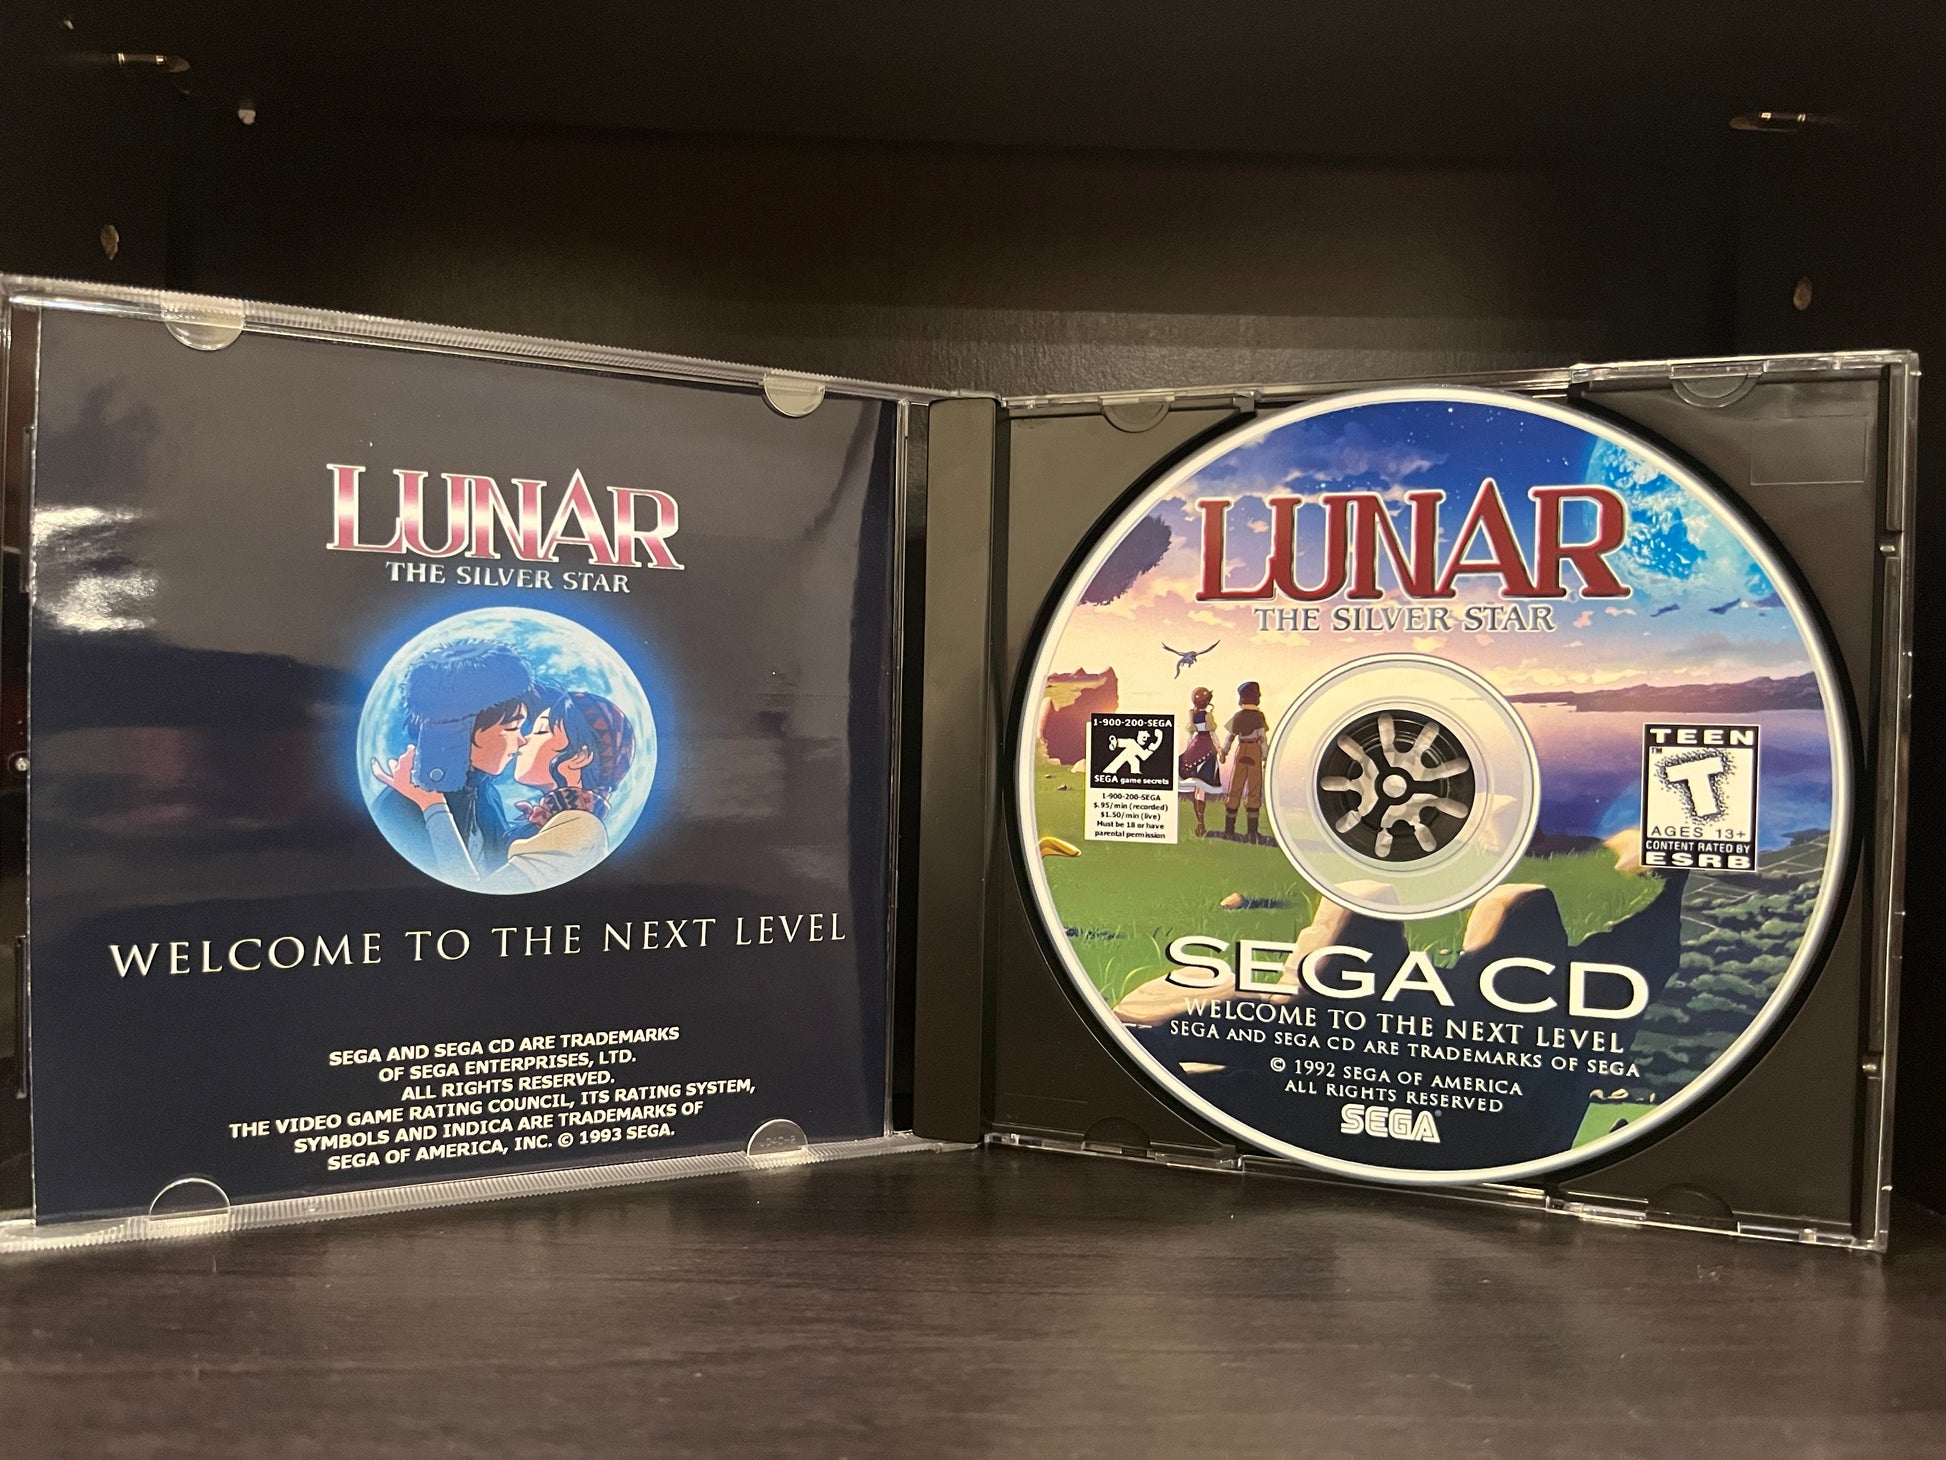 LUNAR
THE SILVER STAR
WELCOME TO THE NEXT LEVEL
SEGA AND SEGA CD ARE TRADEMARKS
OF SEGA ENTERPRISES, LTD.
ALL RIGHTS RESERVED.
THE VIDEO GAME RATING COUNCIL, ITS RATING SYSTEM,
SYMBOLS AND INDICA ARE TRADEMARKS OF
SEGA OF AMERICA, INC. © 1993 SEGA.
LUNAR
THE SILVER STAR
1-900-200-SEGA
SEGA game secrets
1-900-200-SEGA
$.95/min (recorded)
$1.50/min (live)
Must be 18 or have
parental permission
TEEN
TM
T
AGES 13+
CONTENT RATED BY
ESRB
SEGA CD
WELCOME TO THE NEXT LEVEL
SEGA AND SEGA CD ARE TRADEMARKS OF SEGA
© 1992 SEGA OF AMERICA
ALL RIGHTS RESERVED
SEGA®